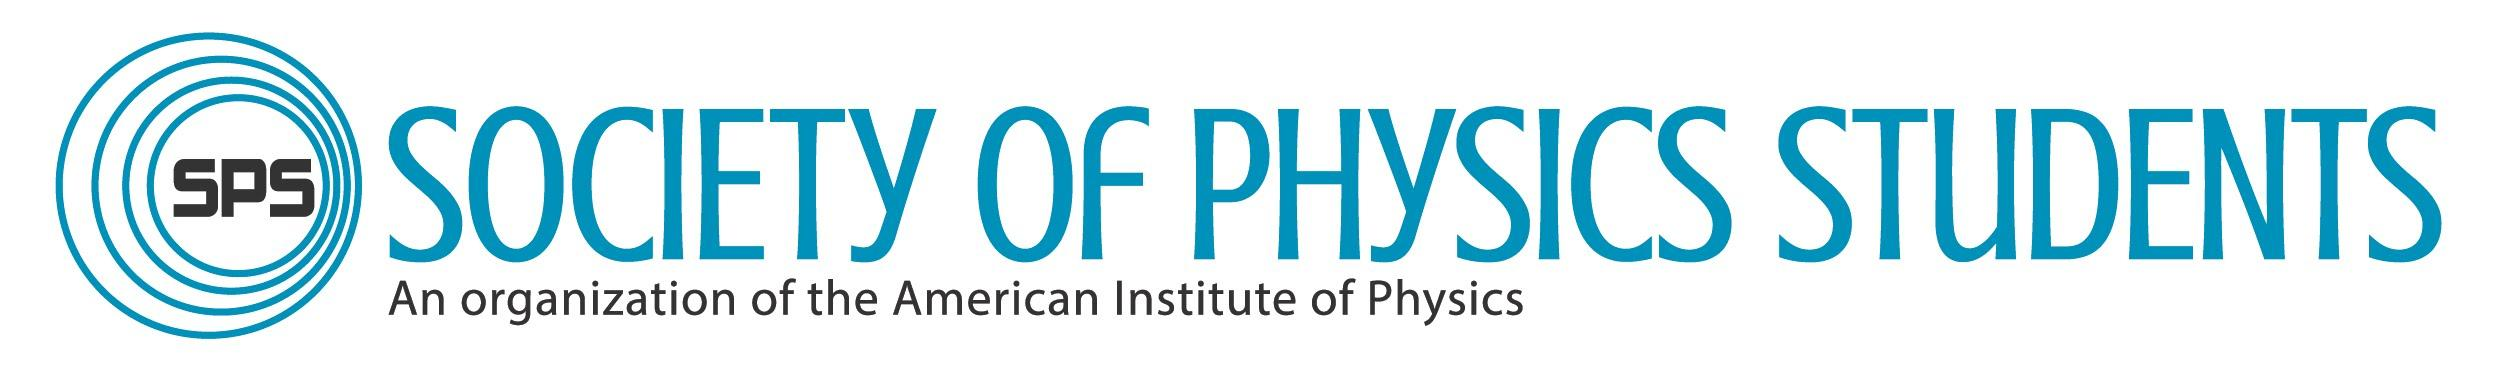 SPS
SOCIETY OF PHYSICS STUDENTS
An organization of the American Institute of Physics